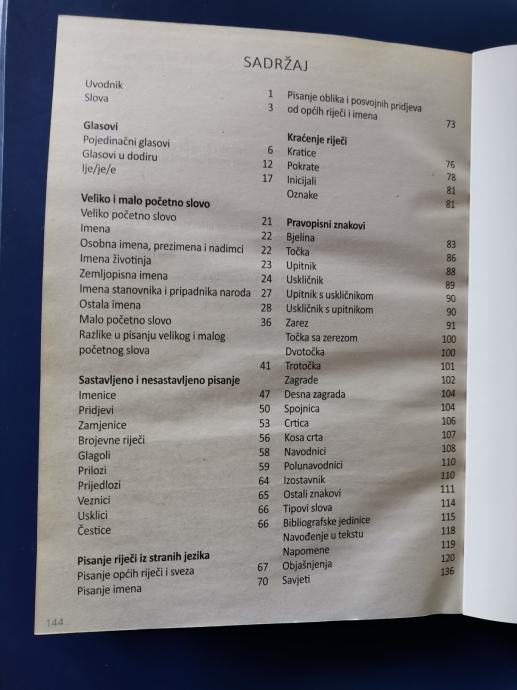 SADRŽAJ
Uvodnik 1
Slova 3
Glasovi
Pojedinačni glasovi 6
Glasovi u dodiru 12
Ije/je/e 17
Veliko i malo početno slovo
Veliko početno slovo 21
Imena 22
Osobna imena, prezimena i nadimci 22
Imena životinja 23
Zemljopisna imena 24
Imena stanovnika i pripadnika naroda 27
Ostala imena 28
Malo početno slovo 36
Razlike u pisanju velikog i malog
početnog slova 41
Sastavljeno i nesastavljeno pisanje
Imenice 47
Pridjevi 50
Zamjenice 53
Brojevne riječi 56
Glagoli 58
Prilozi 59
Prijedlozi 64
Veznici 65
Usklici 66
Čestice 66
Pisanje riječi iz stranih jezika
Pisanje općih riječi i sveza 67
Pisanje imena 70
Pisanje oblika i posvojnih pridjeva
od općih riječi i imena 73
Kraćenje riječi
Kratice 76
Pokrate 78
Inicijali 81
Oznake 81
Pravopisni znakovi
Bjelina 83
Točka 86
Upitnik 88
Uskličnik 89
Upitnik s uskličnikom 90
Uskličnik s upitnikom 90
Zarez 91
Točka sa zerezom 100
Dvotočka 100
Trotočka 101
Zagrade 102
Desna zagrada 104
Spojnica 104
Crtica 106
Kosa crta 107
Navodnici 108
Polunavodnici 110
Izostavnik 110
Ostali znakovi 111
Tipovi slova 114
Bibliografske jedinice 115
Navođenje u tekstu 118
Napomene 119
Objašnjenja 120
Savjeti 136
144